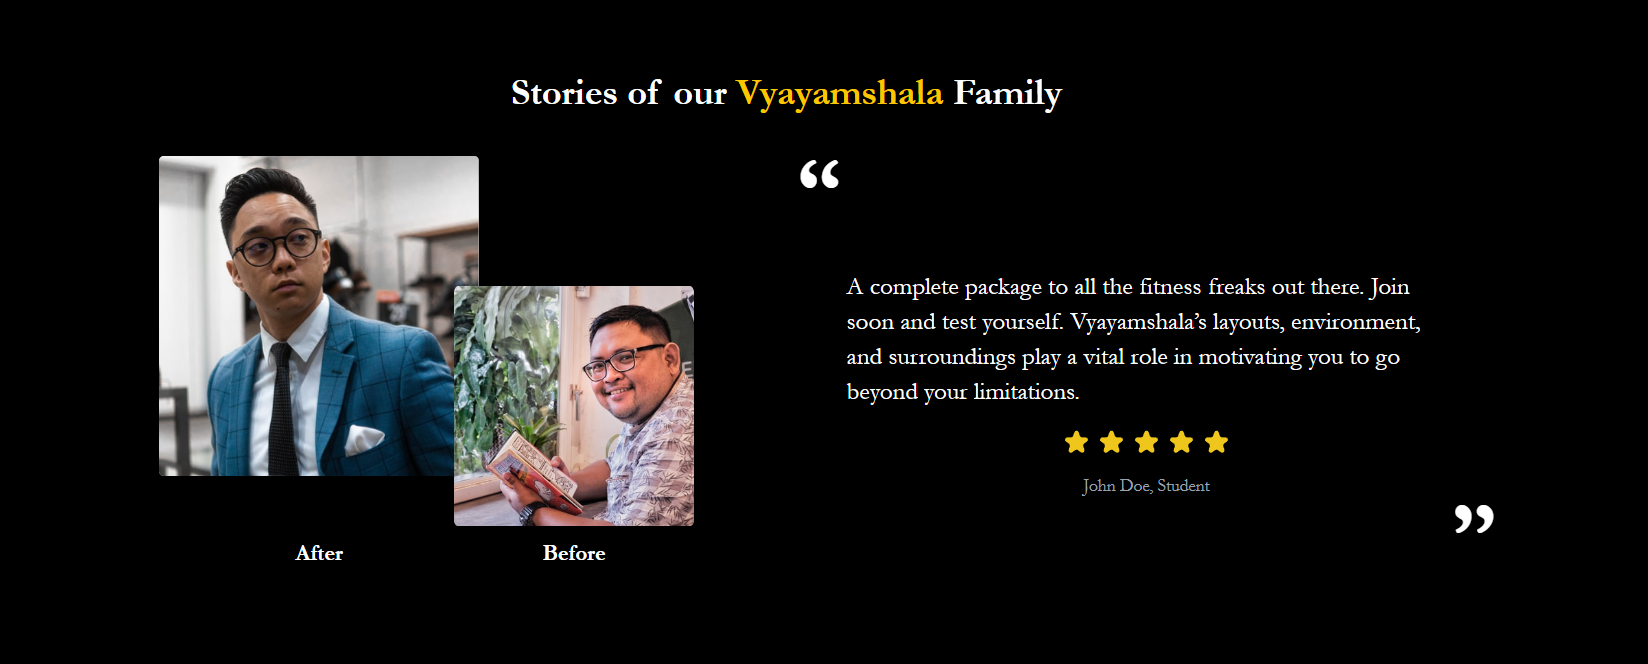 Stories of our Vyayamshala Family
“
A complete package to all the fitness freaks out there. Join
soon and test yourself. Vyayamshala’s layouts, environment,
and surroundings play a vital role in motivating you to go
beyond your limitations.
John Doe, Student
”
After
Before